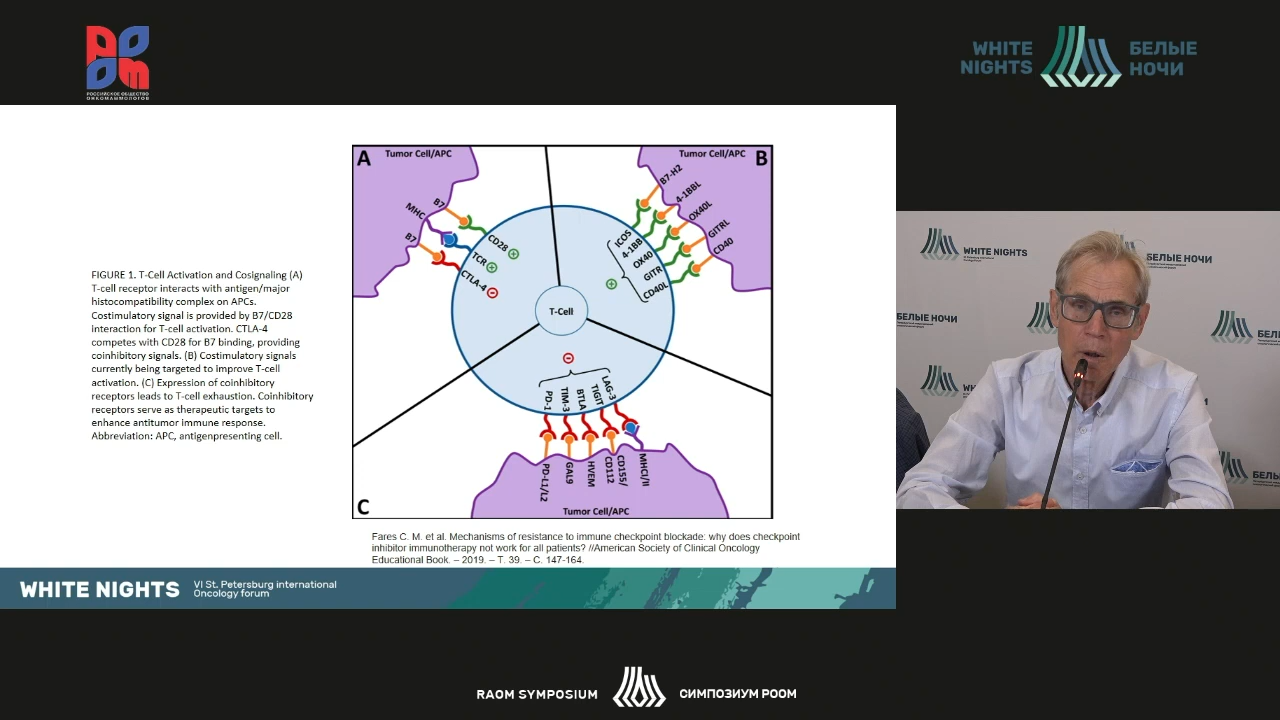 РОССИЙСКОЕ ОБЩЕСТВО
ОНКОМАММОЛОГОВ
WHITE
NIGHTS
БЕЛЫЕ
НОЧИ
FIGURE 1. T-Cell Activation and Cosignaling (A)
T-cell receptor interacts with antigen/major
histocompatibility complex on APCs.
Costimulatory signal is provided by B7/CD28
interaction for T-cell activation. CTLA-4
competes with CD28 for B7 binding, providing
coinhibitory signals. (B) Costimulatory signals
currently being targeted to improve T-cell
activation. (C) Expression of coinhibitory
receptors leads to T-cell exhaustion. Coinhibitory
receptors serve as therapeutic targets to
enhance antitumor immune response.
Abbreviation: APC, antigenpresenting cell.
A
Tumor Cell/APC
B7
MHC
B7
CD28
TCR
CTLA-4
Tumor Cell/APC
B
B7-H2
4-1BBL
OX40L
GITRL
CD40
ICOS
4-1BB
OX40
GITR
CD40L
T-Cell
PD-1
TIM-3
BTLA
TIGIT
LAG-3
PD-L1/L2
GAL9
HVEM
CD155/
CD112
MHCI/II
C
Tumor Cell/APC
Fares C. M. et al. Mechanisms of resistance to immune checkpoint blockade: why does checkpoint
inhibitor immunotherapy not work for all patients? //American Society of Clinical Oncology
Educational Book. – 2019. – T. 39. – C. 147-164.
WHITE NIGHTS
VI St. Petersburg international
Oncology forum
WHITE NIGHTS
БЕЛЫЕ НОЧИ
БЕЛЫЕ НОЧИ
RAOM SYMPOSIUM
СИМПОЗИУМ РООМ